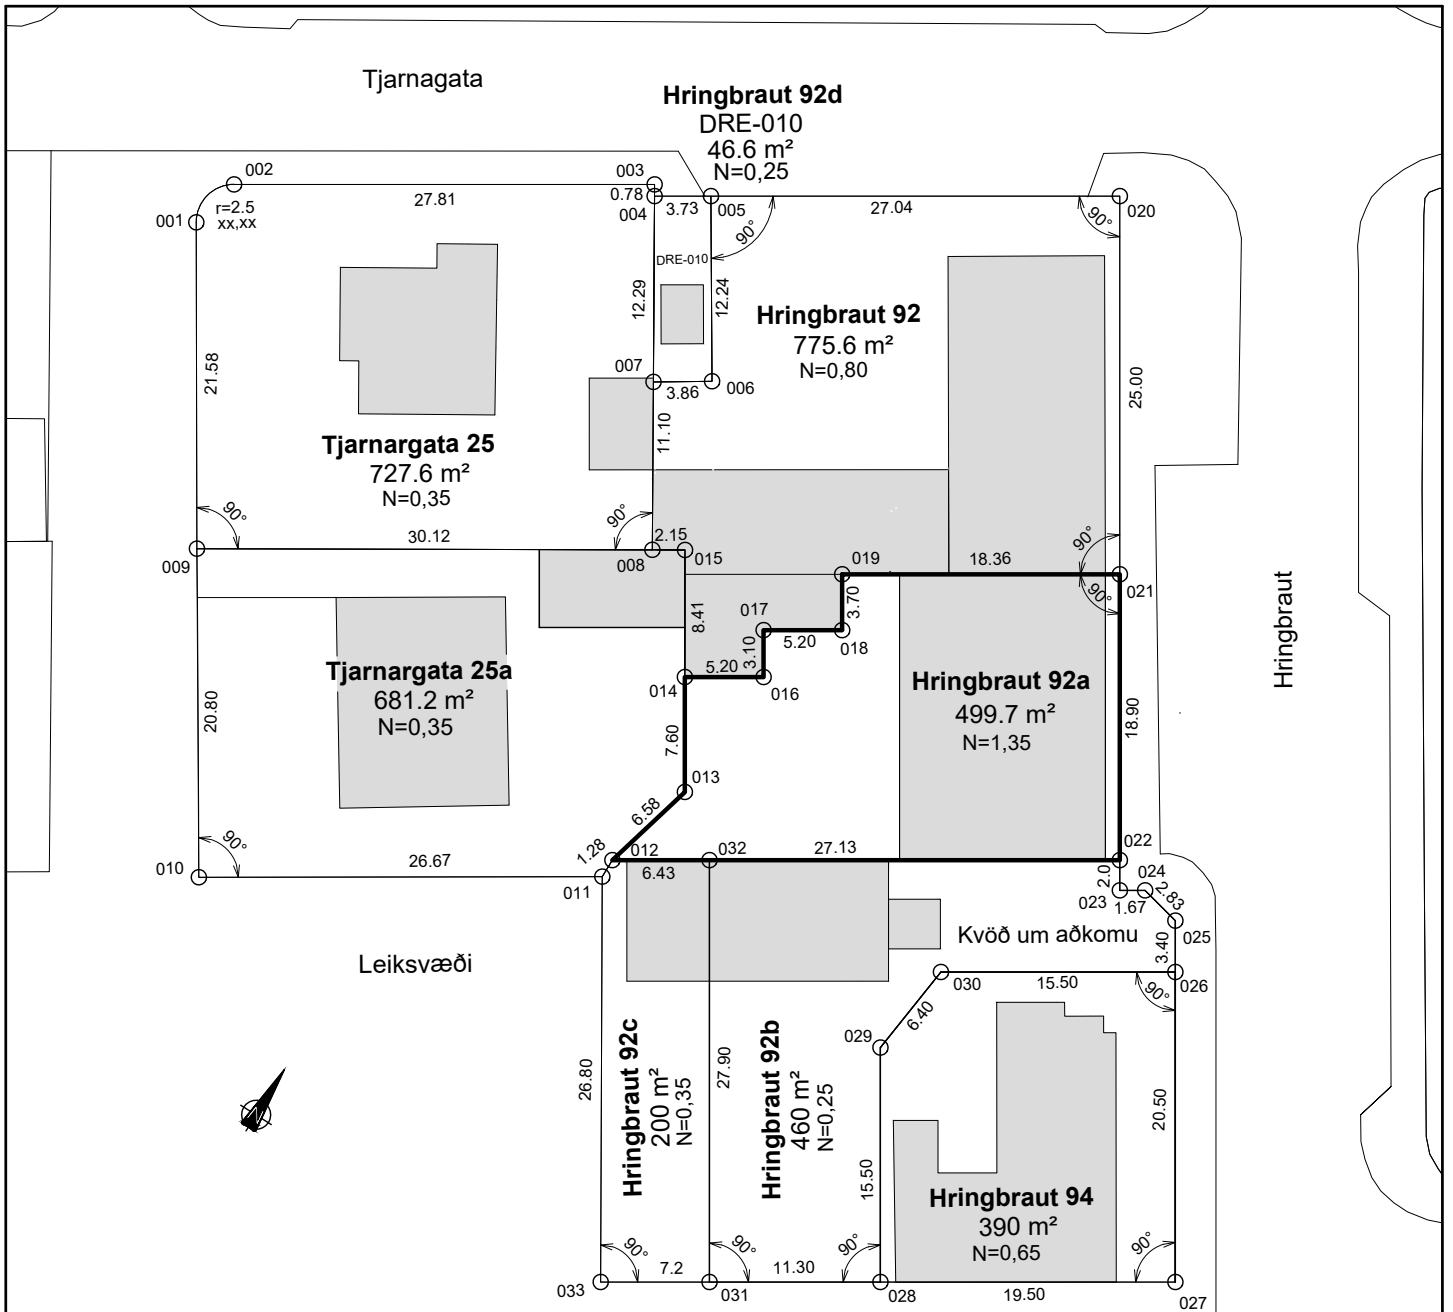 Tjarnagata
Hringbraut 92d
DRE-010
46.6 m²
N=0,25
002
003
001
r=2.5
xx,xx
27.81
0.78
004
3.73
005
27.04
90°
020
90°
DRE-010
12.29
12.24
Hringbraut 92
775.6 m²
N=0,80
21.58
007
3.86
006
25.00
11.10
Tjarnargata 25
727.6 m²
N=0,35
90°
90°
30.12
2.15
009
008
015
019
18.36
90°
90°
021
Hringbraut
8.41
017
3.70
3.10
5.20
018
5.20
014
016
Tjarnargata 25a
681.2 m²
N=0,35
20.80
Hringbraut 92a
499.7 m²
N=1,35
18.90
7.60
013
6.58
1.28
012
032
27.13
022
90°
010
26.67
011
6.43
2.0
024
023
1.67
2.83
025
3.40
Kvöð um aðkomu
Leiksvæði
030
15.50
026
90°
6.40
029
26.80
Hringbraut 92c
200 m²
N=0,35
27.90
Hringbraut 92b
460 m²
N=0,25
20.50
15.50
Hringbraut 94
390 m²
N=0,65
90°
90°
90°
90°
7.2
11.30
19.50
033
031
028
027